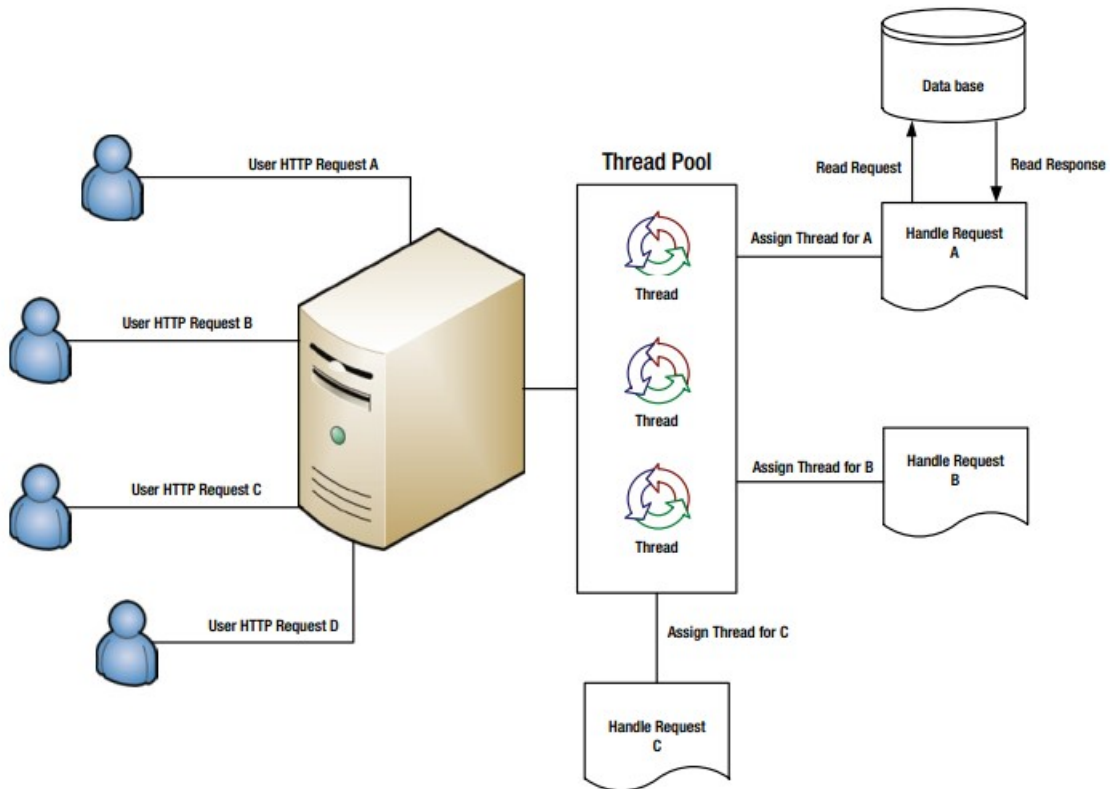 Data base
User HTTP Request A
Thread Pool
Read Request
Read Response
Assign Thread for A
Handle Request
A
Thread
User HTTP Request B
Thread
Assign Thread for B
Handle Request
B
User HTTP Request C
Thread
User HTTP Request D
Assign Thread for C
Handle Request
C